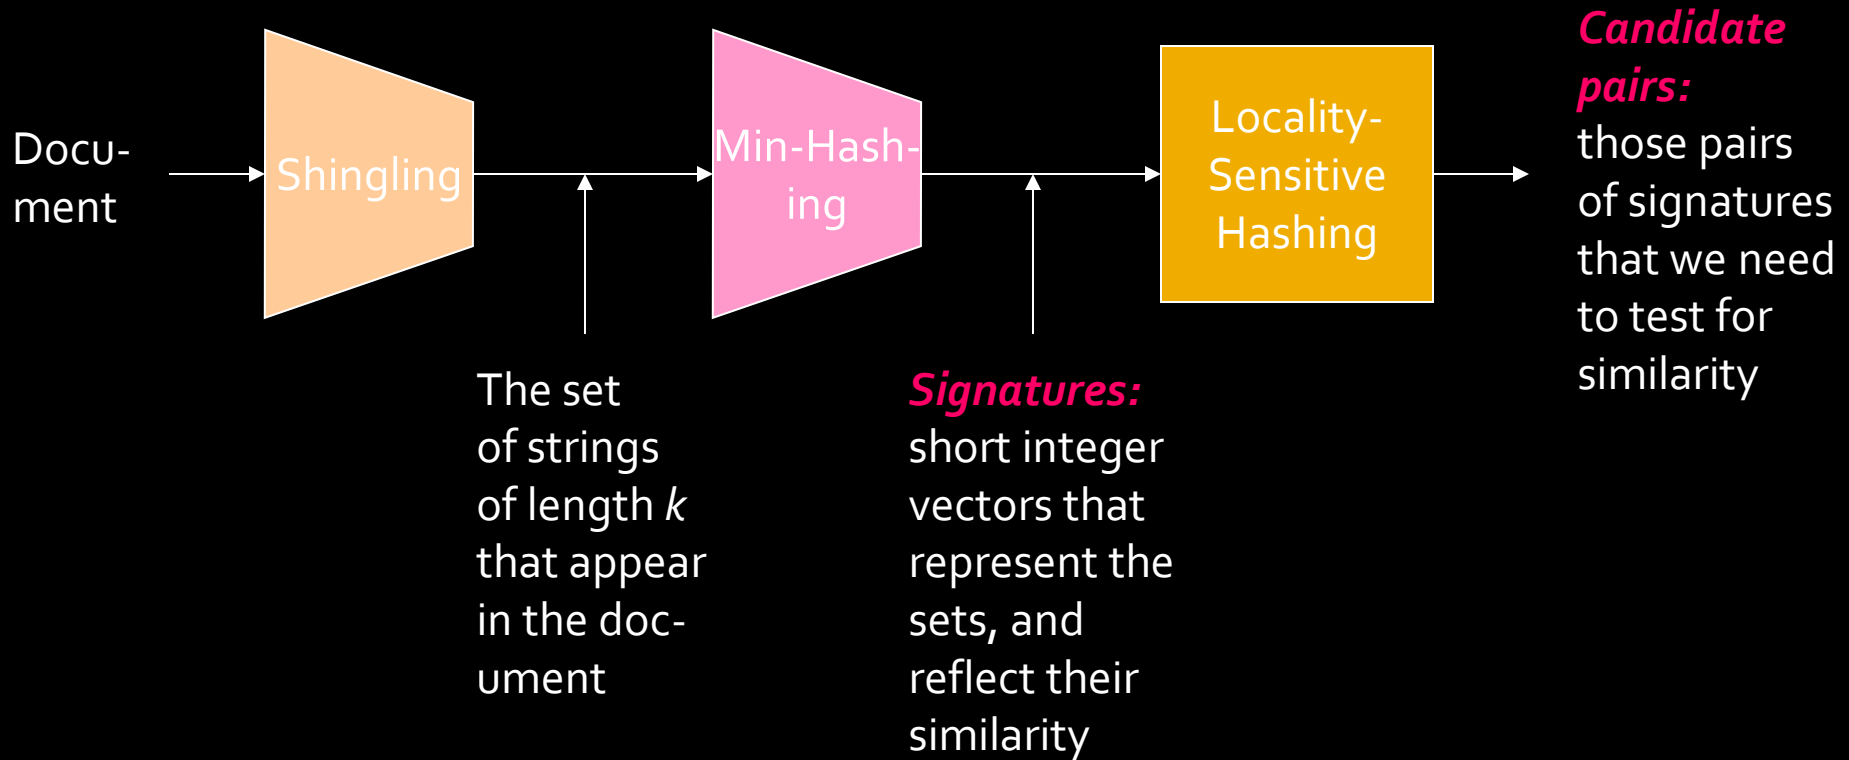 Docu-
ment
Shingling
The set
of strings
of length k
that appear
in the doc-
ument
Min-Hash-
ing
Signatures:
short integer
vectors that
represent the
sets, and
reflect their
similarity
Locality-
Sensitive
Hashing
Candidate
pairs:
those pairs
of signatures
that we need
to test for
similarity